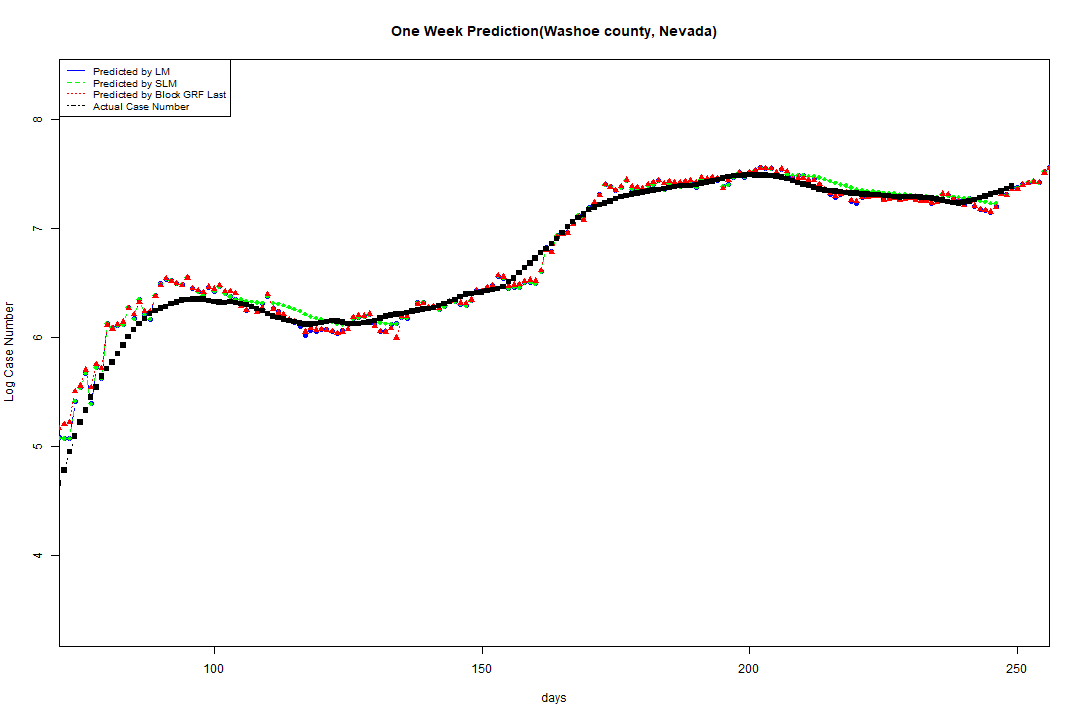 One Week Prediction(Washoe county, Nevada)
Predicted by LM
Predicted by SLM
Predicted by Block GRF Last
Actual Case Number
8
7
6
5
4
Log Case Number
100
150
200
250
days